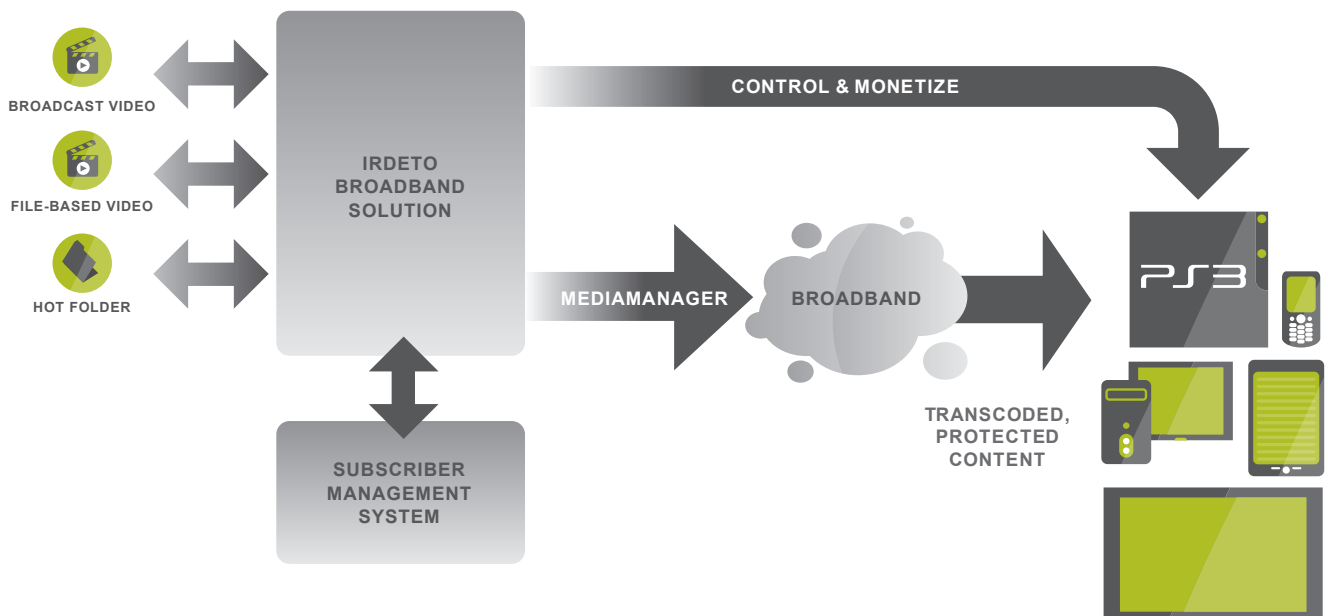 BROADCAST VIDEO
FILE-BASED VIDEO
HOT FOLDER
IRDETO
BROADBAND
SOLUTION
SUBSCRIBER
MANAGEMENT
SYSTEM
CONTROL & MONETIZE
MEDIAMANAGER
BROADBAND
TRANSCODED,
PROTECTED
CONTENT
PS3